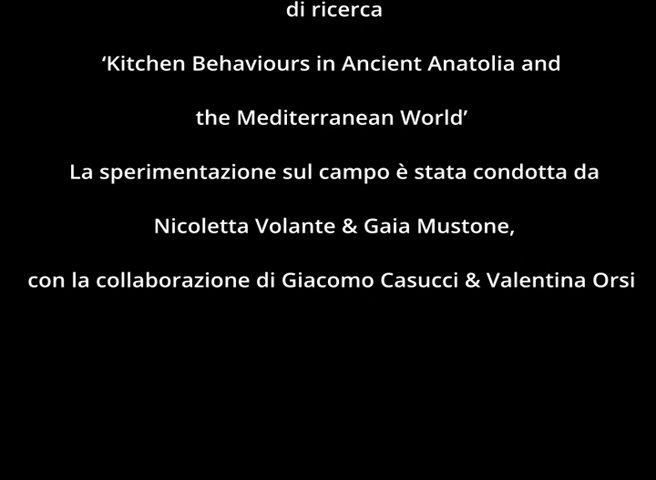 di ricerca
‘Kitchen Behaviours in Ancient Anatolia and
the Mediterranean World’
La sperimentazione sul campo è stata condotta da
Nicoletta Volante & Gaia Mustone,
con la collaborazione di Giacomo Casucci & Valentina Orsi